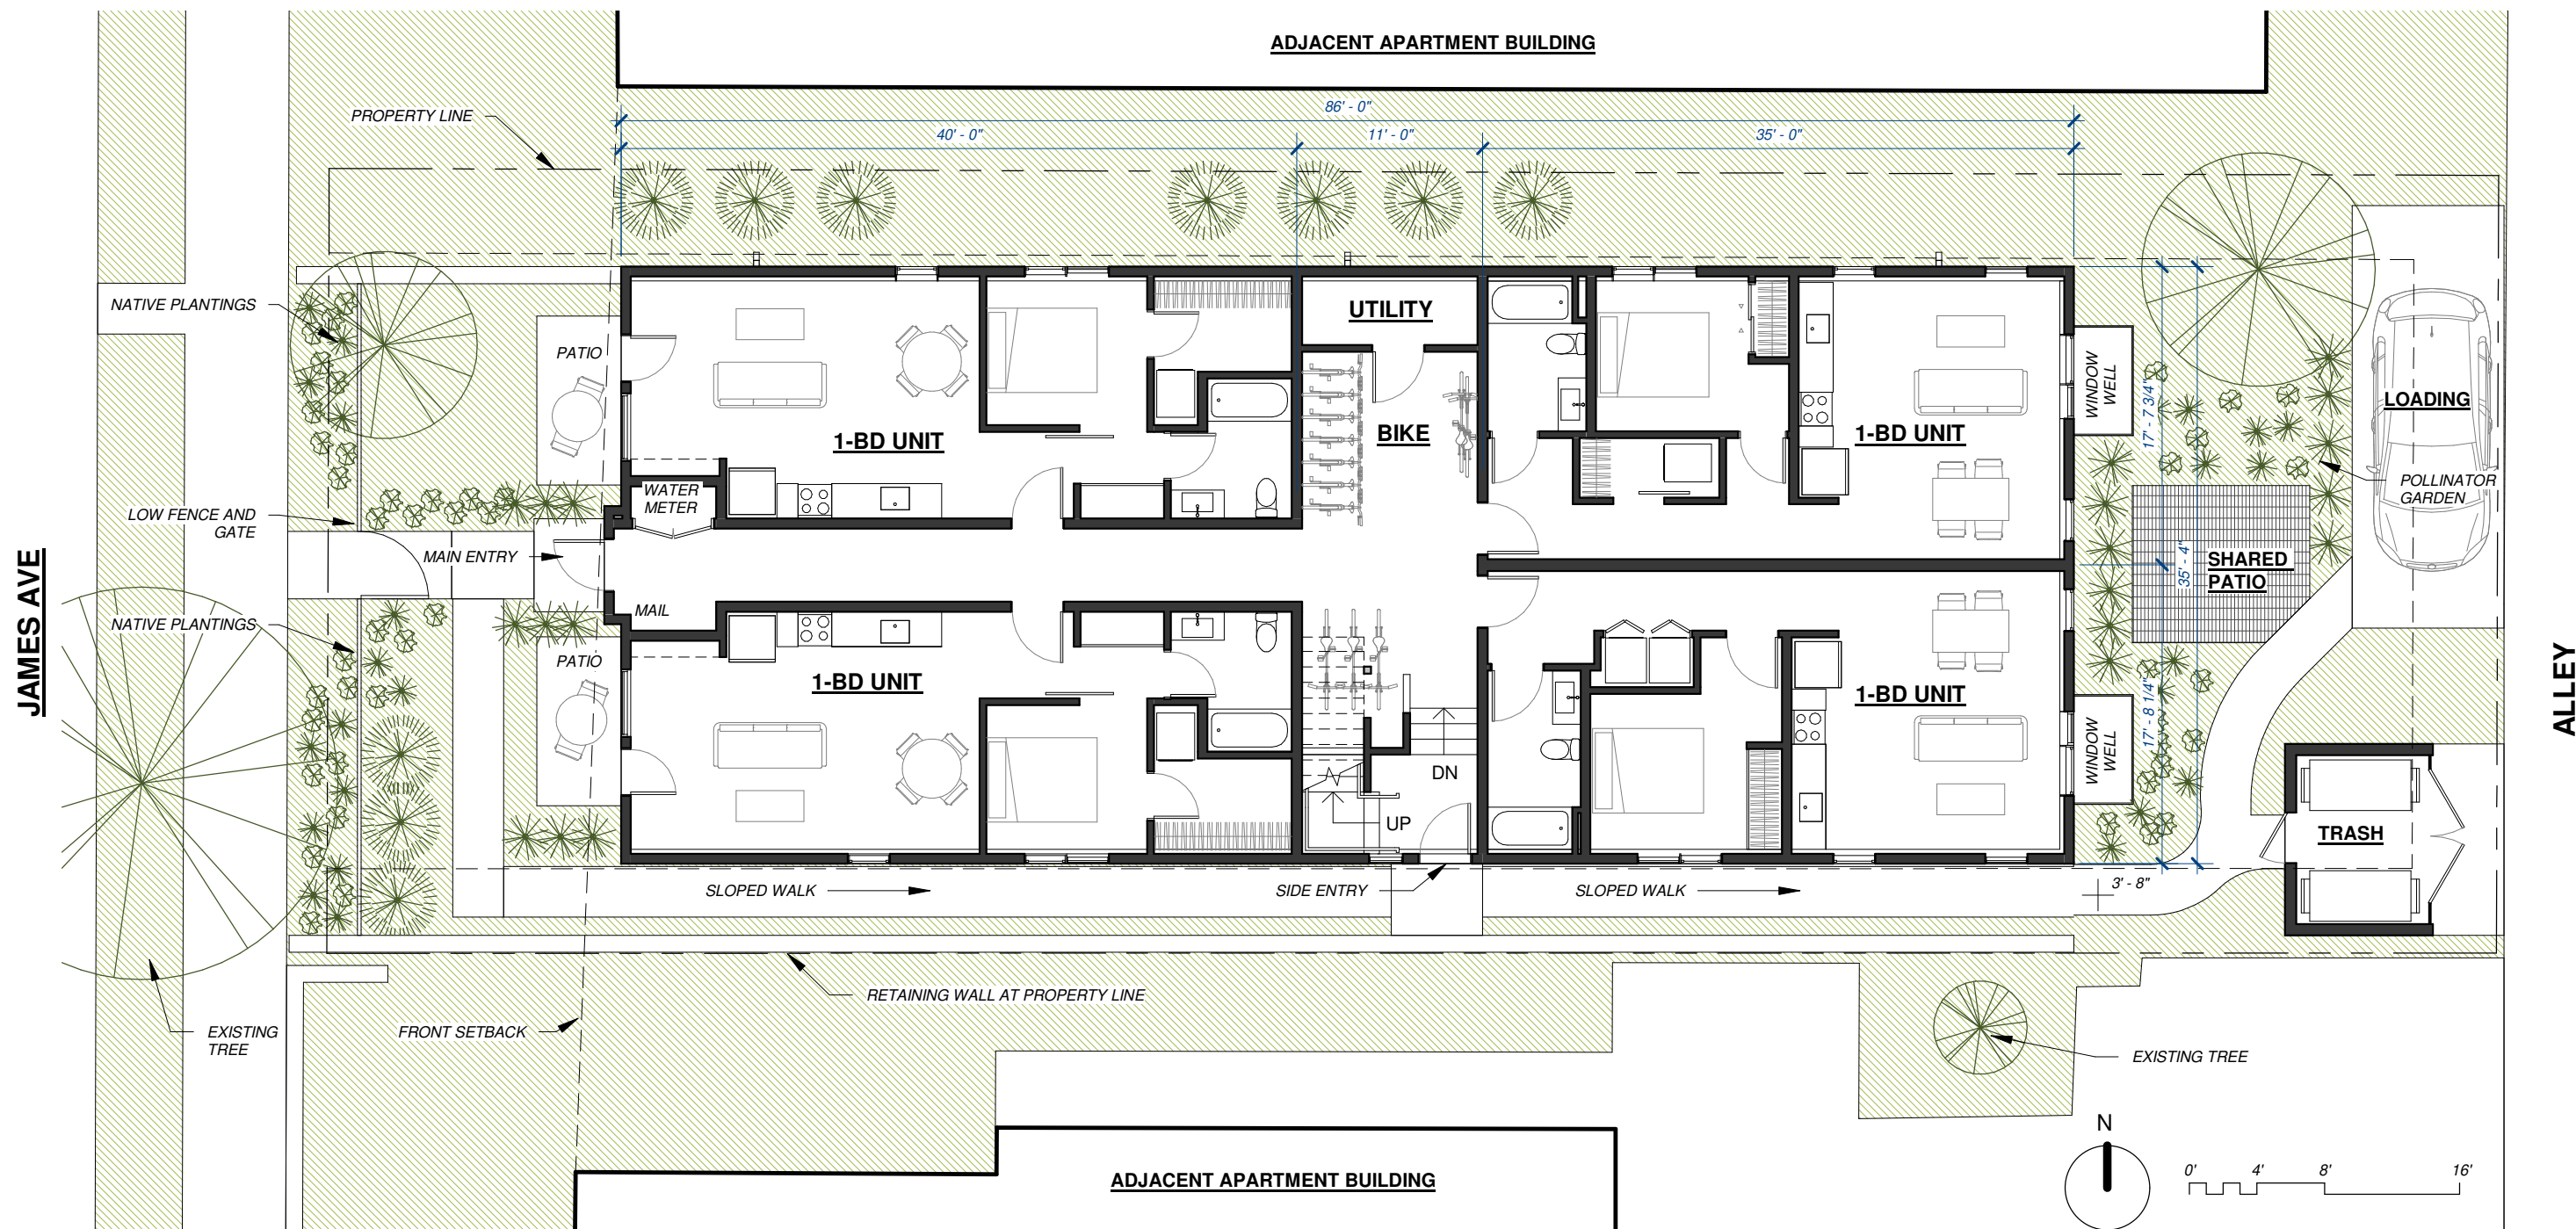 ADJACENT APARTMENT BUILDING
86' - 0"
PROPERTY LINE
40' - 0"
11' - 0"
35' - 0"
NATIVE PLANTINGS
UTILITY
PATIO
WINDOW
WELL
17' - 7 3/4"
LOADING
BIKE
1-BD UNIT
1-BD UNIT
WATER
METER
POLLINATOR
GARDEN
LOW FENCE AND
GATE
MAIN ENTRY
JAMES AVE
35' - 4"
SHARED
PATIO
MAIL
NATIVE PLANTINGS
PATIO
1-BD UNIT
1-BD UNIT
ALLEY
17' - 8 1/4"
WINDOW
WELL
DN
UP
TRASH
SLOPED WALK
SIDE ENTRY
SLOPED WALK
3' - 8"
RETAINING WALL AT PROPERTY LINE
EXISTING
TREE
FRONT SETBACK
EXISTING TREE
N
0'
4'
8'
16'
ADJACENT APARTMENT BUILDING